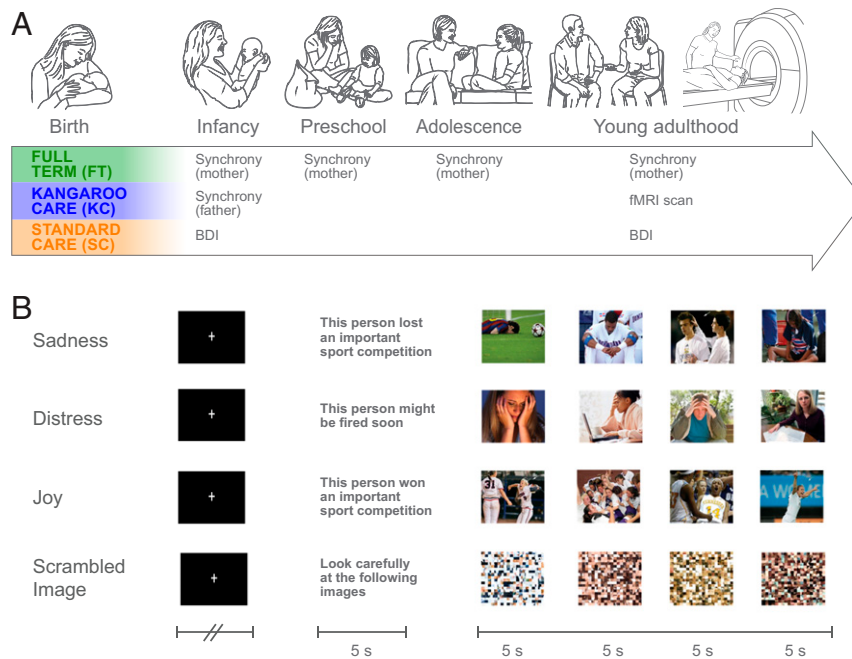 A
Birth
Infancy
Preschool
Adolescence
Young adulthood
FULL
TERM (FT)
Synchrony
(mother)
Synchrony
(mother)
Synchrony
(mother)
Synchrony
(mother)
KANGAROO
CARE (KC)
Synchrony
(father)
fMRI scan
STANDARD
CARE (SC)
BDI
BDI
B
Sadness
This person lost
an important
sport competition
Distress
This person might
be fired soon
Joy
This person won
an important
sport competition
31
A WOME
Scrambled
Image
Look carefully
at the following
images
5 s
5 s
5 s
5 s
5 s